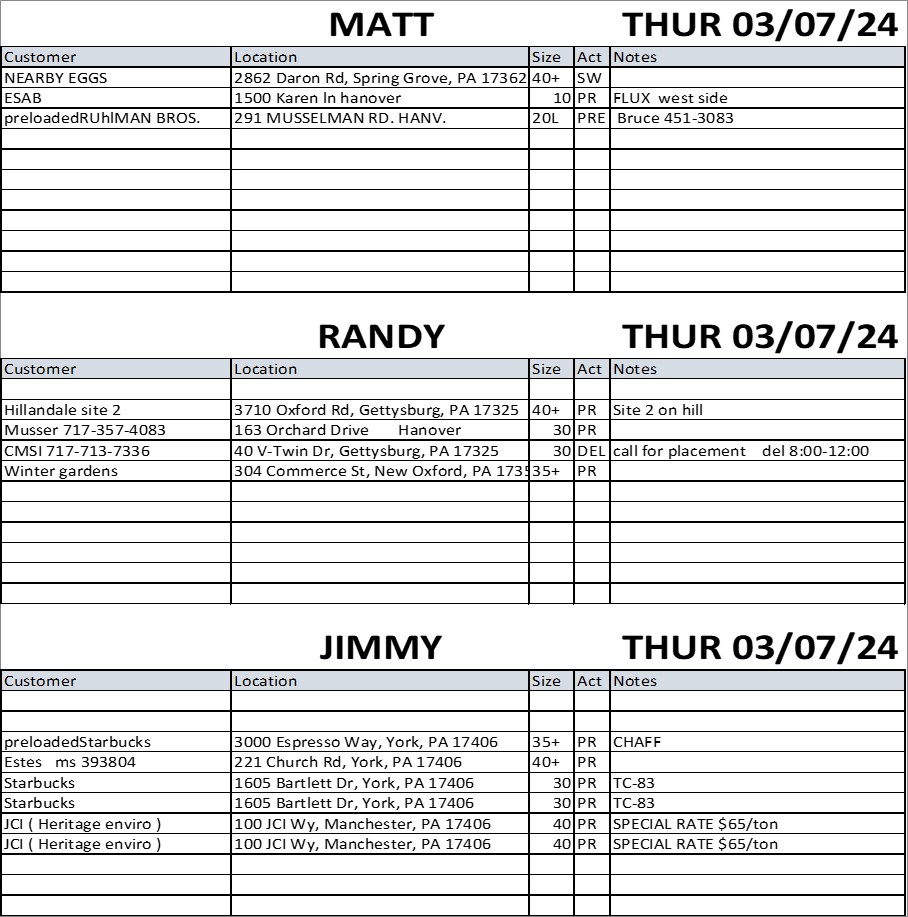 MATT THUR 03/07/24
Customer Location Size Act Notes
NEARBY EGGS 2862 Daron Rd, Spring Grove, PA 17362 40+ SW
ESAB 1500 Karen ln hanover 10 PR FLUX west side
preloadedRUhlMAN BROS. 291 MUSSELMAN RD. HANV. 20L PRE Bruce 451-3083
RANDY THUR 03/07/24
Customer Location Size Act Notes
Hillandale site 2 3710 Oxford Rd, Gettysburg, PA 17325 40+ PR Site 2 on hill
Musser 717-357-4083 163 Orchard Drive Hanover 30 PR
CMSI 717-713-7336 40 V-Twin Dr, Gettysburg, PA 17325 30 DEL call for placement del 8:00-12:00
Winter gardens 304 Commerce St, New Oxford, PA 1735 35+ PR
JIMMY THUR 03/07/24
Customer Location Size Act Notes
preloadedStarbucks 3000 Espresso Way, York, PA 17406 35+ PR CHAFF
Estes ms 393804 221 Church Rd, York, PA 17406 40+ PR
Starbucks 1605 Bartlett Dr, York, PA 17406 30 PR TC-83
Starbucks 1605 Bartlett Dr, York, PA 17406 30 PR TC-83
JCI ( Heritage enviro ) 100 JCI Wy, Manchester, PA 17406 40 PR SPECIAL RATE $65/ton
JCI ( Heritage enviro ) 100 JCI Wy, Manchester, PA 17406 40 PR SPECIAL RATE $65/ton